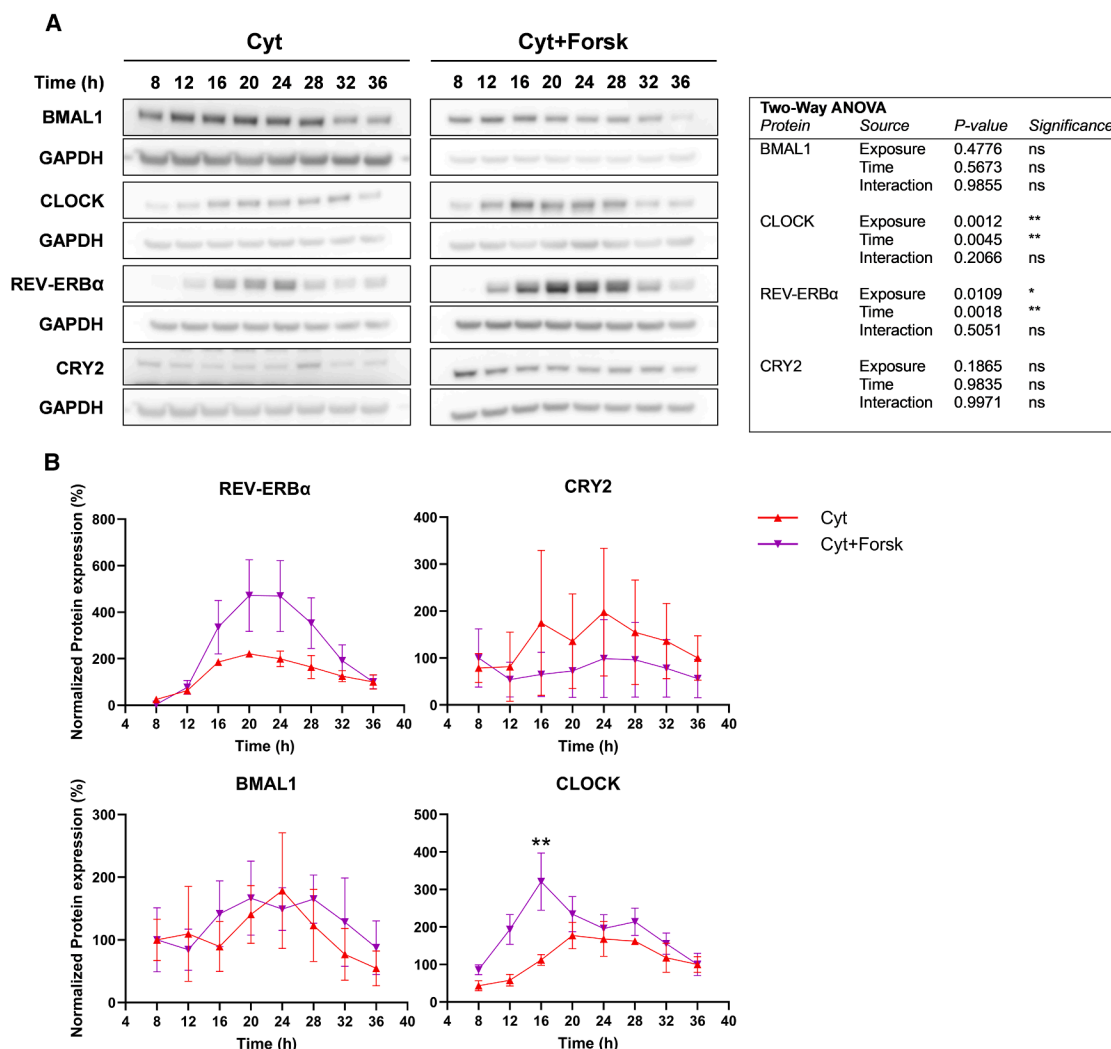 A
Cyt
Cyt+Forsk
Time (h) 8 12 16 20 24 28 32 36 8 12 16 20 24 28 32 36
BMAL1
GAPDH
CLOCK
GAPDH
REV-ERBα
GAPDH
CRY2
GAPDH
Two-Way ANOVA
Protein Source P-value Significance
BMAL1 Exposure 0.4776 ns
Time 0.5673 ns
Interaction 0.9855 ns
CLOCK Exposure 0.0012 **
Time 0.0045 **
Interaction 0.2066 ns
REV-ERBα Exposure 0.0109 *
Time 0.0018 **
Interaction 0.5051 ns
CRY2 Exposure 0.1865 ns
Time 0.9835 ns
Interaction 0.9971 ns
B
REV-ERBα
Normalized Protein expression (%)
800
600
400
200
0
4 8 12 16 20 24 28 32 36 40
Time (h)
CRY2
400
300
200
100
0
4 8 12 16 20 24 28 32 36 40
Time (h)
Cyt
Cyt+Forsk
BMAL1
Normalized Protein expression (%)
300
200
100
0
4 8 12 16 20 24 28 32 36 40
Time (h)
CLOCK
500
400
300
200
100
0
**
4 8 12 16 20 24 28 32 36 40
Time (h)